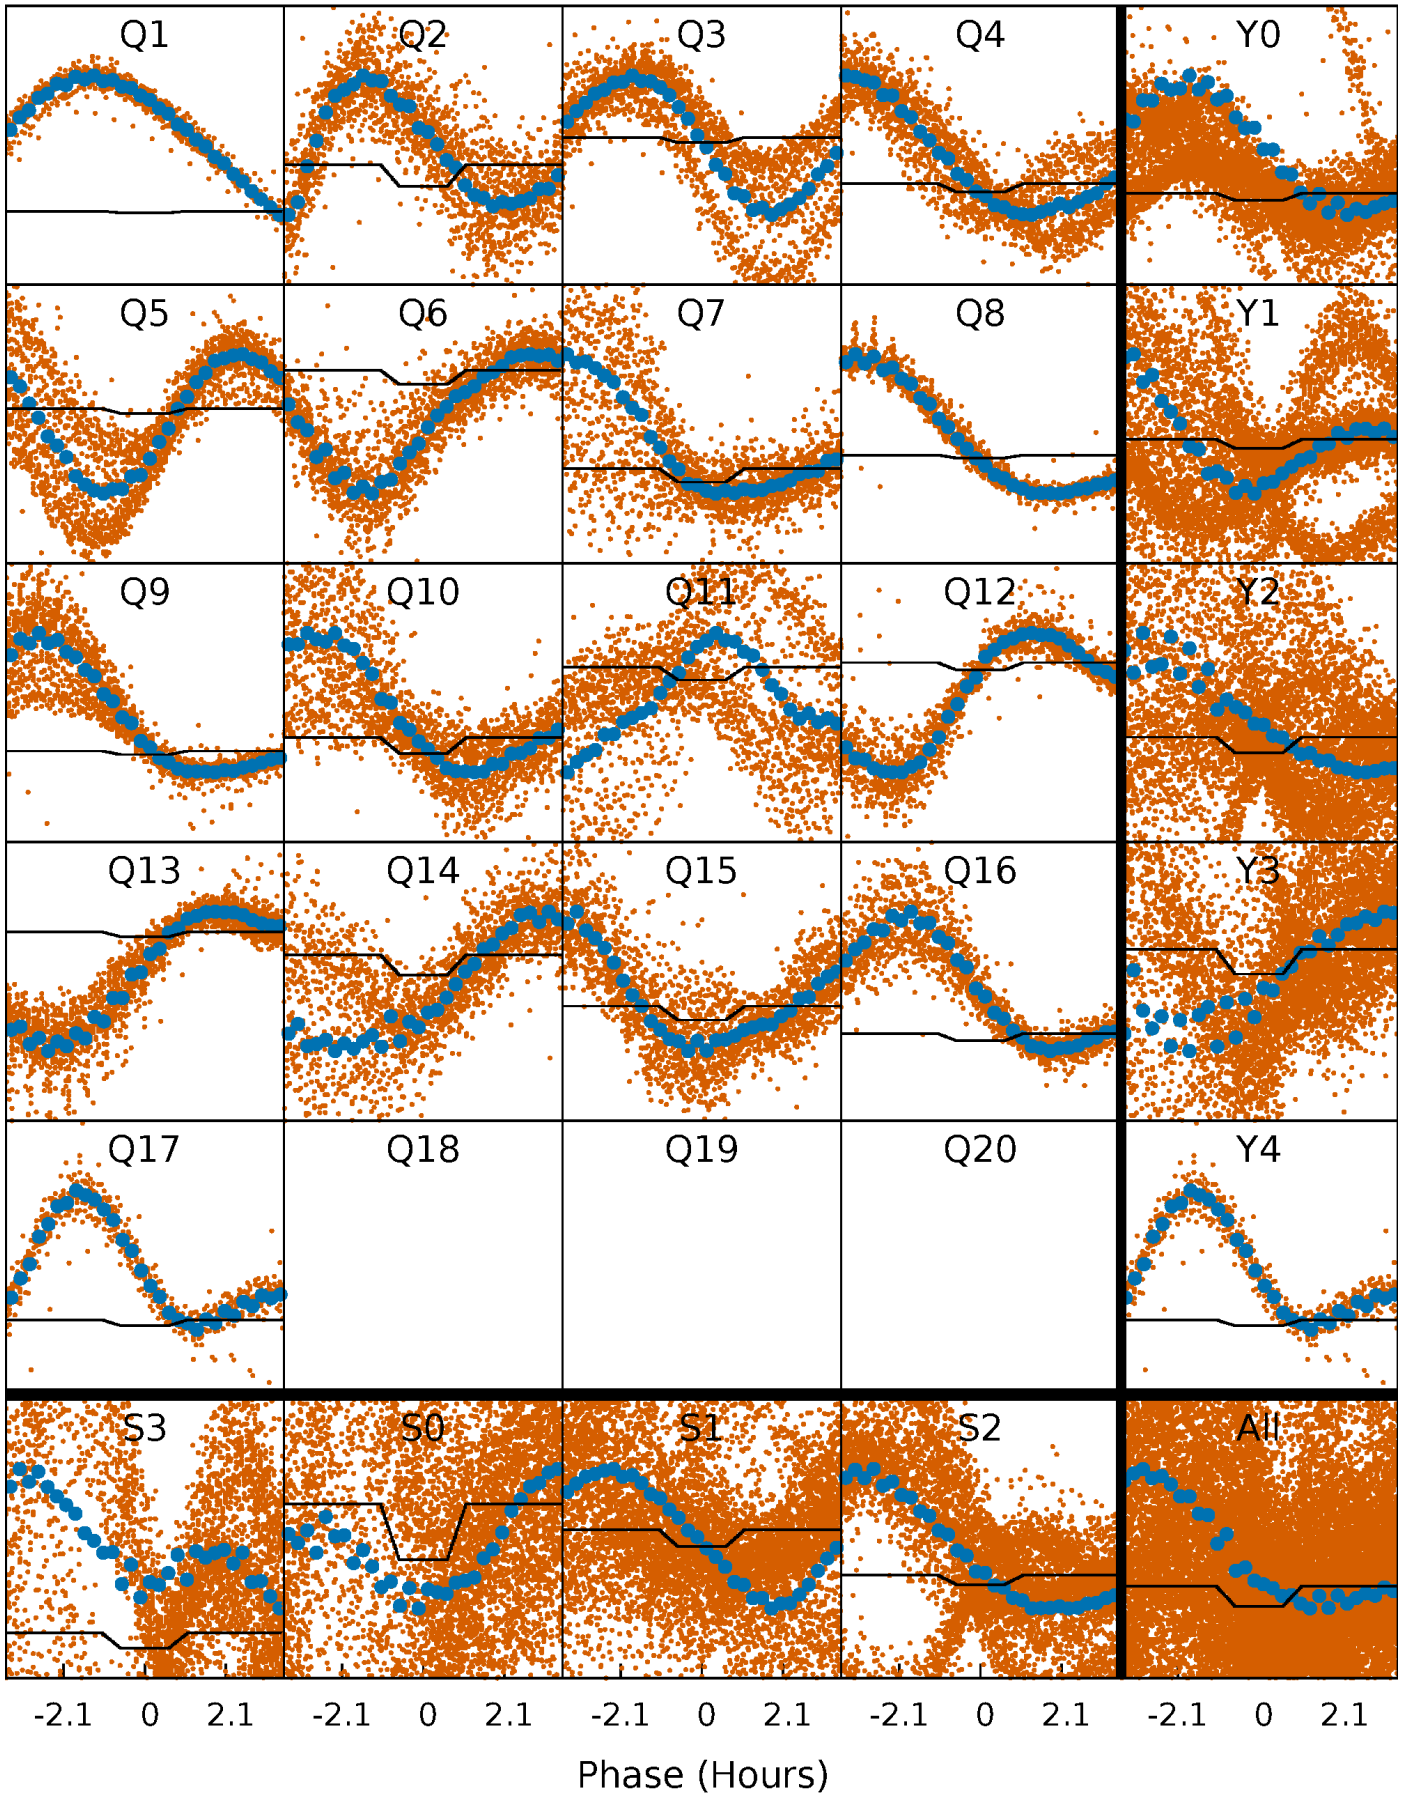 Q1 Q2 Q3 Q4 Y0
Q5 Q6 Q7 Q8 Y1
Q9 Q10 Q11 Q12 Y2
Q13 Q14 Q15 Q16 Y3
Q17 Q18 Q19 Q20 Y4
S3 S0 S1 S2 All
-2.1 0 2.1 -2.1 0 2.1 -2.1 0 2.1 -2.1 0 2.1 -2.1 0 2.1
Phase (Hours)